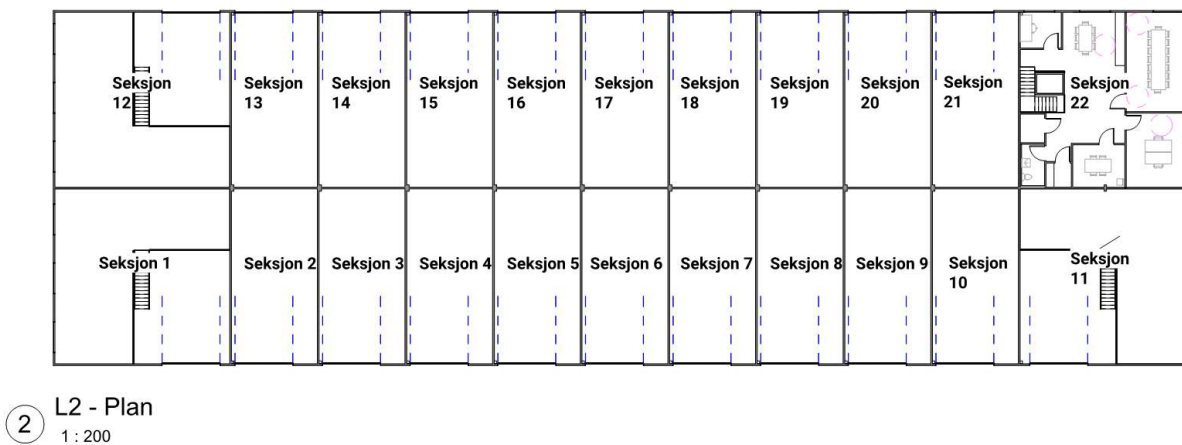 Seksjon
12
Seksjon
13
Seksjon
14
Seksjon
15
Seksjon
16
Seksjon
17
Seksjon
18
Seksjon
19
Seksjon
20
Seksjon
21
Seksjon
22
Seksjon 1
Seksjon 2
Seksjon 3
Seksjon 4
Seksjon 5
Seksjon 6
Seksjon 7
Seksjon 8
Seksjon 9
Seksjon
10
Seksjon
11
2
L2 - Plan
1 : 200